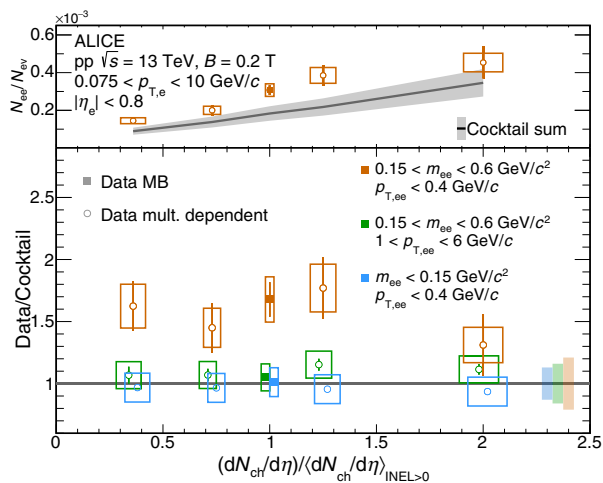 ×10⁻³
0.6
0.4
0.2
N_ee/N_ev
ALICE
pp √s = 13 TeV, B = 0.2 T
0.075 < p_T,e < 10 GeV/c
|η_e| < 0.8
Cocktail sum
2.5
2
1.5
1
Data/Cocktail
Data MB
Data mult. dependent
0.15 < m_ee < 0.6 GeV/c²
p_T,ee < 0.4 GeV/c
0.15 < m_ee < 0.6 GeV/c²
1 < p_T,ee < 6 GeV/c
m_ee < 0.15 GeV/c²
p_T,ee < 0.4 GeV/c
0 0.5 1 1.5 2 2.5
(dN_ch/dη)/⟨dN_ch/dη⟩_INEL>0